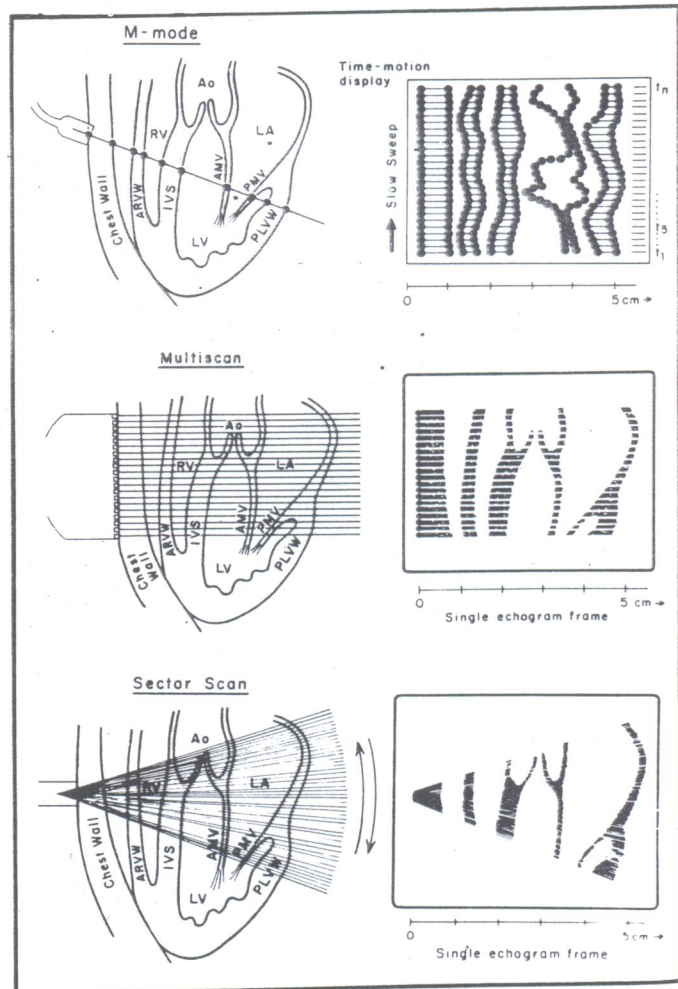 M-mode
Time-motion
display
Ao
RV
LA
AMV
PMV
Chest Wall
ARVW
IVS
LV
PLVW
Slow Sweep
tn
t3
t1
0
5 cm
Multiscan
Ao
RV
LA
AMV
PMV
ARVW
IVS
Chest
Wall
LV
PLVW
0
5 cm
Single echogram frame
Sector Scan
Ao
RV
LA
AMV
PMV
Chest Wall
ARVW
IVS
LV
PLVW
0
5 cm
Single echogram frame